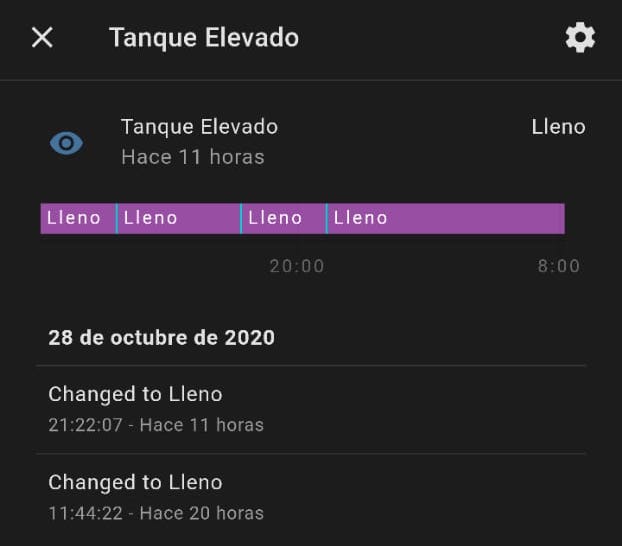 Tanque Elevado
Tanque Elevado Lleno
Hace 11 horas
Lleno Lleno Lleno Lleno
20:00 8:00
28 de octubre de 2020
Changed to Lleno
21:22:07 - Hace 11 horas
Changed to Lleno
11:44:22 - Hace 20 horas